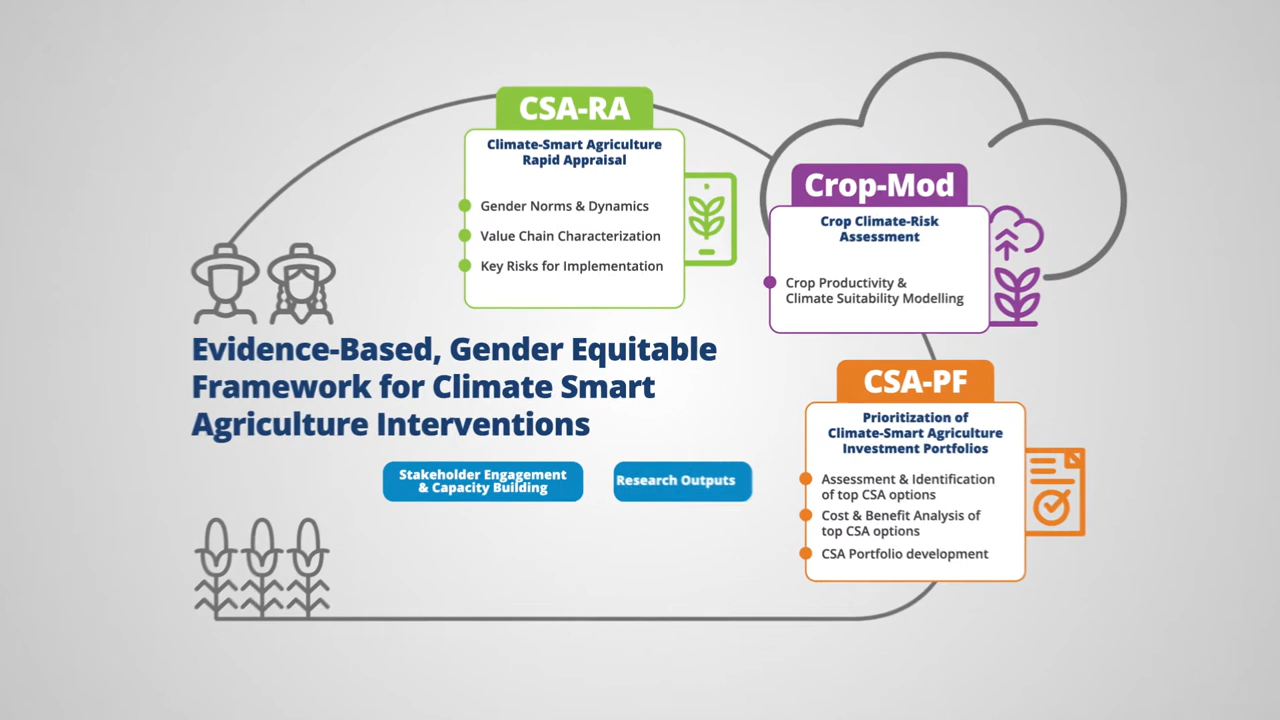 CSA-RA
Climate-Smart Agriculture
Rapid Appraisal
Gender Norms & Dynamics
Value Chain Characterization
Key Risks for Implementation
Crop-Mod
Crop Climate-Risk
Assessment
Crop Productivity &
Climate Suitability Modelling
Evidence-Based, Gender Equitable
Framework for Climate Smart
Agriculture Interventions
Stakeholder Engagement
& Capacity Building
Research Outputs
CSA-PF
Prioritization of
Climate-Smart Agriculture
Investment Portfolios
Assessment & Identification
of top CSA options
Cost & Benefit Analysis of
top CSA options
CSA Portfolio development